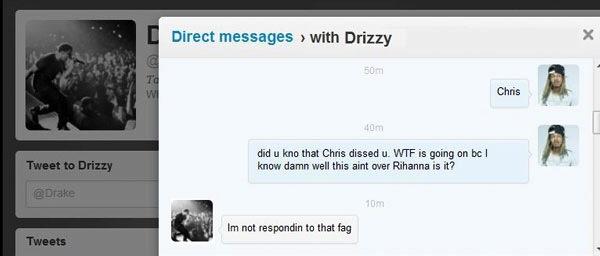 Direct messages › with Drizzy
50m
Chris
40m
did u kno that Chris dissed u. WTF is going on bc I
know damn well this aint over Rihanna is it?
10m
Im not respondin to that fag
D
@
Ta
Tweet to Drizzy
@Drake
Tweets